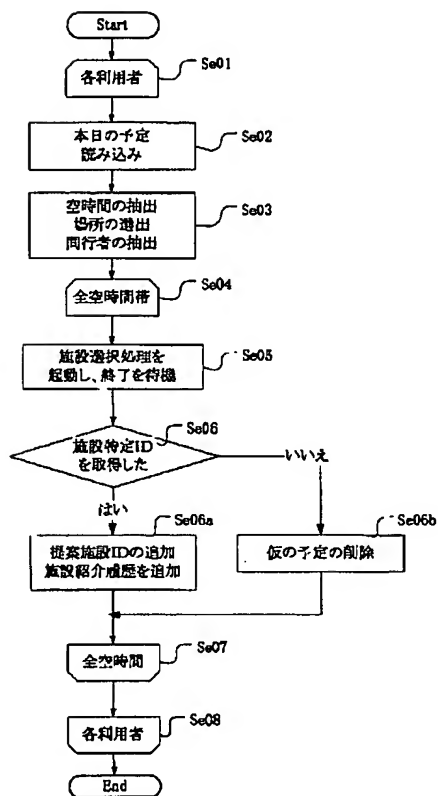 Start
各利用者
Se01
本日の予定
読み込み
Se02
空時間の抽出
場所の選出
同行者の抽出
Se03
全空時間帯
Se04
施設選択処理を
起動し、終了を待機
Se05
施設特定ID
を取得した
Se06
いいえ
はい
Se06a
提案施設IDの追加
施設紹介履歴を追加
Se06b
仮の予定の削除
全空時間
Se07
各利用者
Se08
End